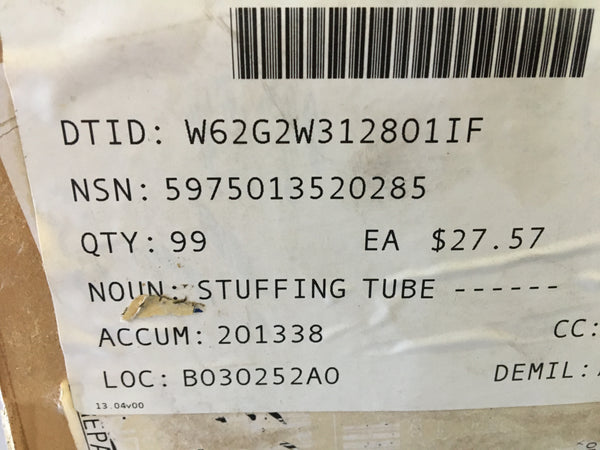 DTID: W62G2W312801IF
NSN: 5975013520285
QTY: 99 EA $27.57
NOUN: STUFFING TUBE ------
ACCUM: 201338 CC:
LOC: B030252A0 DEMIL:
13.04v00